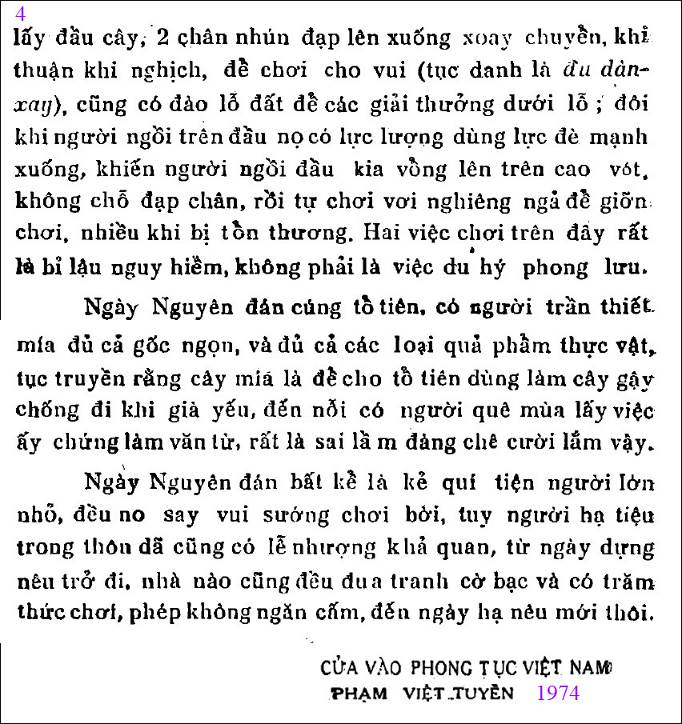 4
lấy đầu cây, 2 chân nhún đạp lên xuống xoay chuyền, khi
thuận khi nghịch, đề chơi cho vui (tục danh là đu dàn-
xay), cũng có đào lỗ đất đề các giải thưởng dưới lỗ ; đôi
khi người ngồi trên đầu nọ có lực lượng dùng lực đè mạnh
xuống, khiến người ngồi đầu kia vồng lên trên cao vót,
không chỗ đạp chân, rồi tự chơi vơi nghiêng ngả đề giỡn
chơi, nhiều khi bị tồn thương. Hai việc chơi trên đây rất
là bỉ lậu nguy hiềm, không phải là việc du hý phong lưu.
Ngày Nguyên đán cúng tồ tiên, có người trần thiết
mía đủ cả gốc ngọn, và đủ cả các loại quả phầm thực vật,
tục truyền rằng cây miá là đề cho tồ tiên dùng làm cây gậy
chống đi khi già yếu, đến nỗi có người quê mùa lấy việc
ấy chứng làm văn từ, rất là sai lầm đáng chê cười lắm vậy.
Ngày Nguyên đán bất kề là kẻ quí tiện người lớn
nhỏ, đều no say vui sướng chơi bời, tuy người hạ tiệu
trong thôn dã cũng có lễ nhượng khả quan, từ ngày dựng
nêu trở đi, nhà nào cũng đều đua tranh cờ bạc và có trăm
thức chơi, phép không ngăn cấm, đến ngày hạ nêu mới thôi.
CỬA VÀO PHONG TỤC VIỆT NAM
PHẠM VIỆT TUYỀN 1974